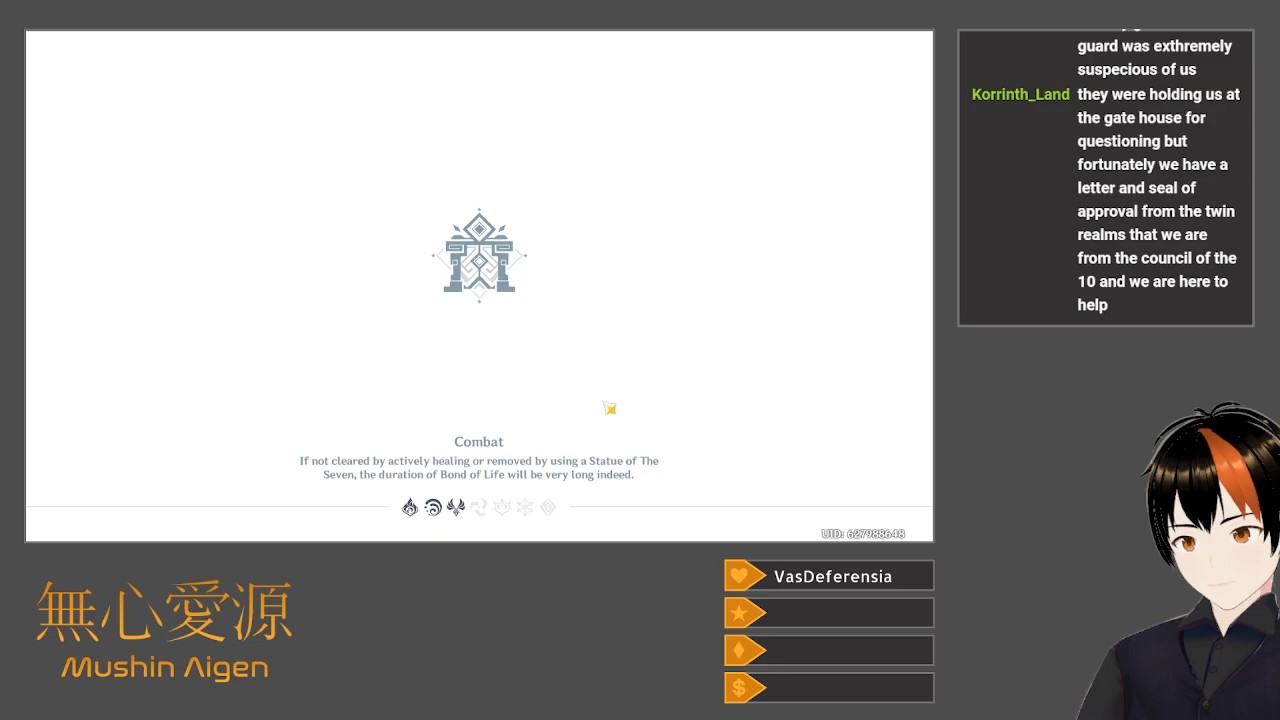 guard was exthremely
suspicious of us
Korrinth_Land they were holding us at
the gate house for
questioning but
fortunately we have a
letter and seal of
approval from the twin
realms that we are
from the council of the
10 and we are here to
help
Combat
If not cleared by actively healing or removed by using a Statue of The
Seven, the duration of Bond of Life will be very long indeed.
UID: 627988648
VasDeferensia
無心愛源
Mushin Aigen